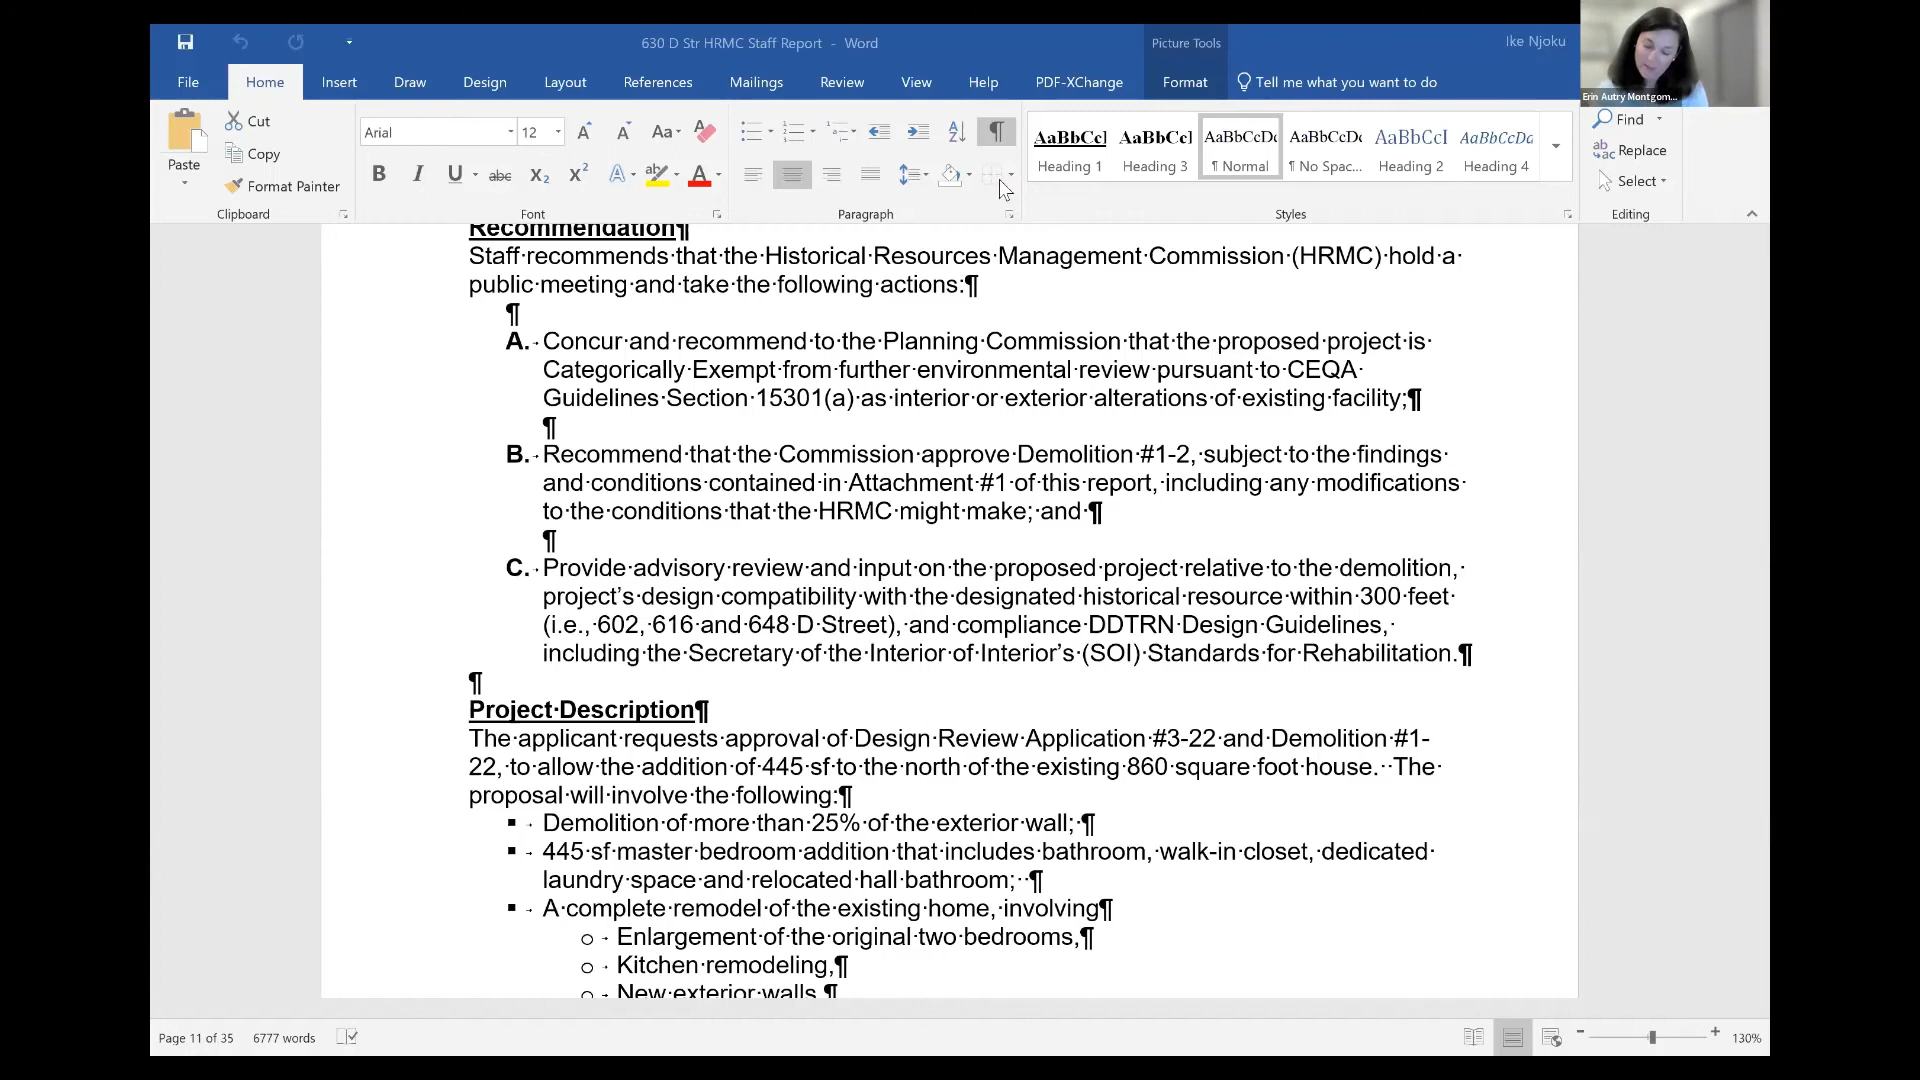 630 D Str HRMC Staff Report - Word
Picture Tools
Ike Njoku
Erin Autry Montgom...
File Home Insert Draw Design Layout References Mailings Review View Help PDF-XChange Format Tell me what you want to do
Paste
Cut
Copy
Format Painter
Clipboard
Arial 12
Aa
B I U abc X₂ X² A ab A
Font
Paragraph
AaBbCcI AaBbCcI AaBbCcDc AaBbCcDc AaBbCcI AaBbCcDa
Heading 1 Heading 3 ¶ Normal ¶ No Spac... Heading 2 Heading 4
Styles
Find
Replace
Select
Editing
Recommendation¶
Staff·recommends·that·the·Historical·Resources·Management·Commission·(HRMC)·hold·a·
public·meeting·and·take·the·following·actions:¶
¶
A. Concur·and·recommend·to·the·Planning·Commission·that·the·proposed·project·is·
Categorically·Exempt·from·further·environmental·review·pursuant·to·CEQA·
Guidelines·Section·15301(a)·as·interior·or·exterior·alterations·of·existing·facility;¶
¶
B. Recommend·that·the·Commission·approve·Demolition·#1-2,·subject·to·the·findings·
and·conditions·contained·in·Attachment·#1·of·this·report,·including·any·modifications·
to·the·conditions·that·the·HRMC·might·make;·and·¶
¶
C. Provide·advisory·review·and·input·on·the·proposed·project·relative·to·the·demolition,·
project’s·design·compatibility·with·the·designated·historical·resource·within·300·feet·
(i.e.,·602,·616·and·648·D·Street),·and·compliance·DDTRN·Design·Guidelines,·
including·the·Secretary·of·the·Interior·of·Interior’s·(SOI)·Standards·for·Rehabilitation.¶
¶
Project·Description¶
The·applicant·requests·approval·of·Design·Review·Application·#3-22·and·Demolition·#1-
22,·to·allow·the·addition·of·445·sf·to·the·north·of·the·existing·860·square·foot·house.··The·
proposal·will·involve·the·following:¶
▪ Demolition·of·more·than·25%·of·the·exterior·wall;·¶
▪ 445·sf·master·bedroom·addition·that·includes·bathroom,·walk-in·closet,·dedicated·
laundry·space·and·relocated·hall·bathroom;··¶
▪ A·complete·remodel·of·the·existing·home,·involving¶
o Enlargement·of·the·original·two·bedrooms,¶
o Kitchen·remodeling,¶
o New·exterior·walls,¶
Page 11 of 35 6777 words
130%